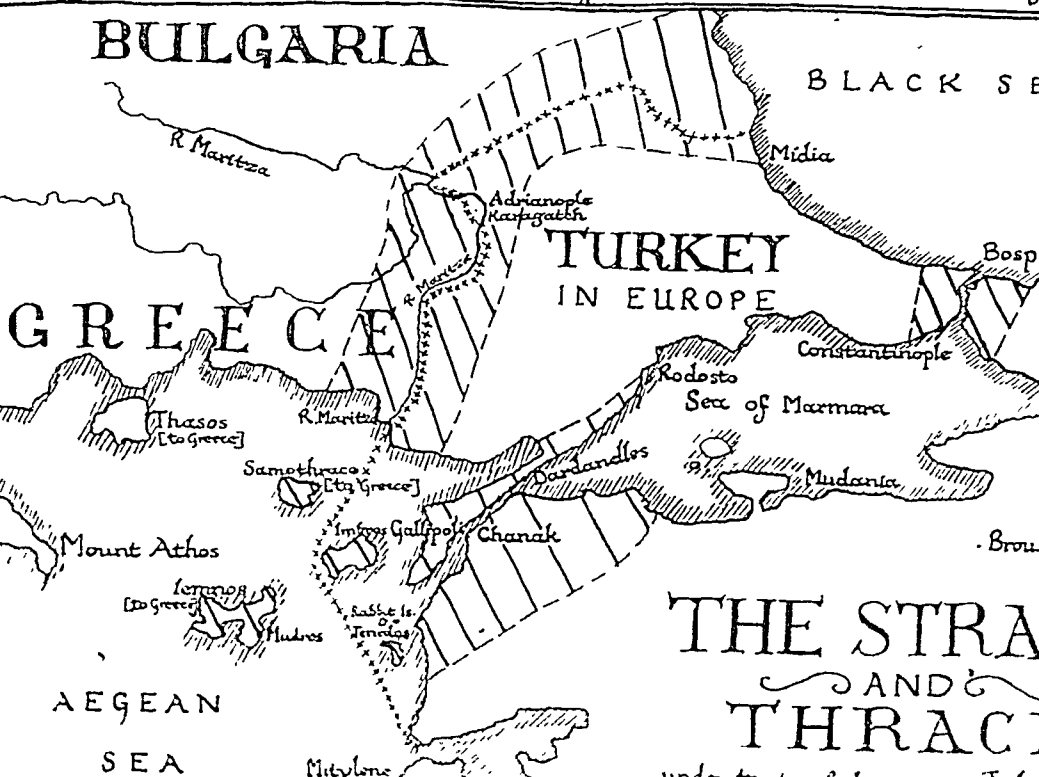 BULGARIA
BLACK SE
R Maritza
Midia
Adrianople
Karagatch
TURKEY
IN EUROPE
Bosp
R Maritza
GREECE
Constantinople
Rodosto
Sea of Marmara
Thasos
[to Greece]
R. Maritza
Samothrace
[to Greece]
Dardanelles
Mudania
Imbros
Gallipoli
Chanak
Mount Athos
Brou
lemnos
[to Greece]
Mudros
Rabbit Is.
Tenedos
THE STRA
AND
THRAC
AEGEAN
SEA
Mitylene